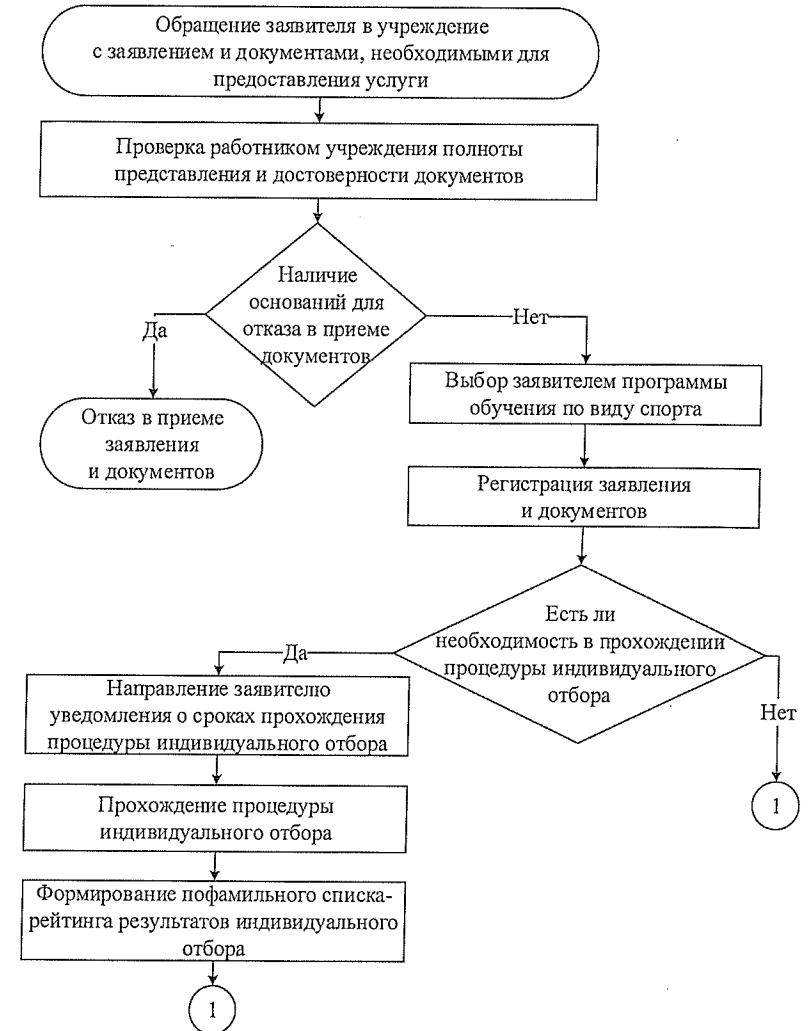 Обращение заявителя в учреждение
с заявлением и документами, необходимыми для
предоставления услуги
Проверка работником учреждения полноты
представления и достоверности документов
Наличие
оснований для
отказа в приеме
документов
Да
Нет
Отказ в приеме
заявления
и документов
Выбор заявителем программы
обучения по виду спорта
Регистрация заявления
и документов
Есть ли
необходимость в прохождении
процедуры индивидуального
отбора
Да
Нет
Направление заявителю
уведомления о сроках прохождения
процедуры индивидуального отбора
1
Прохождение процедуры
индивидуального отбора
Формирование пофамильного списка-
рейтинга результатов индивидуального
отбора
1